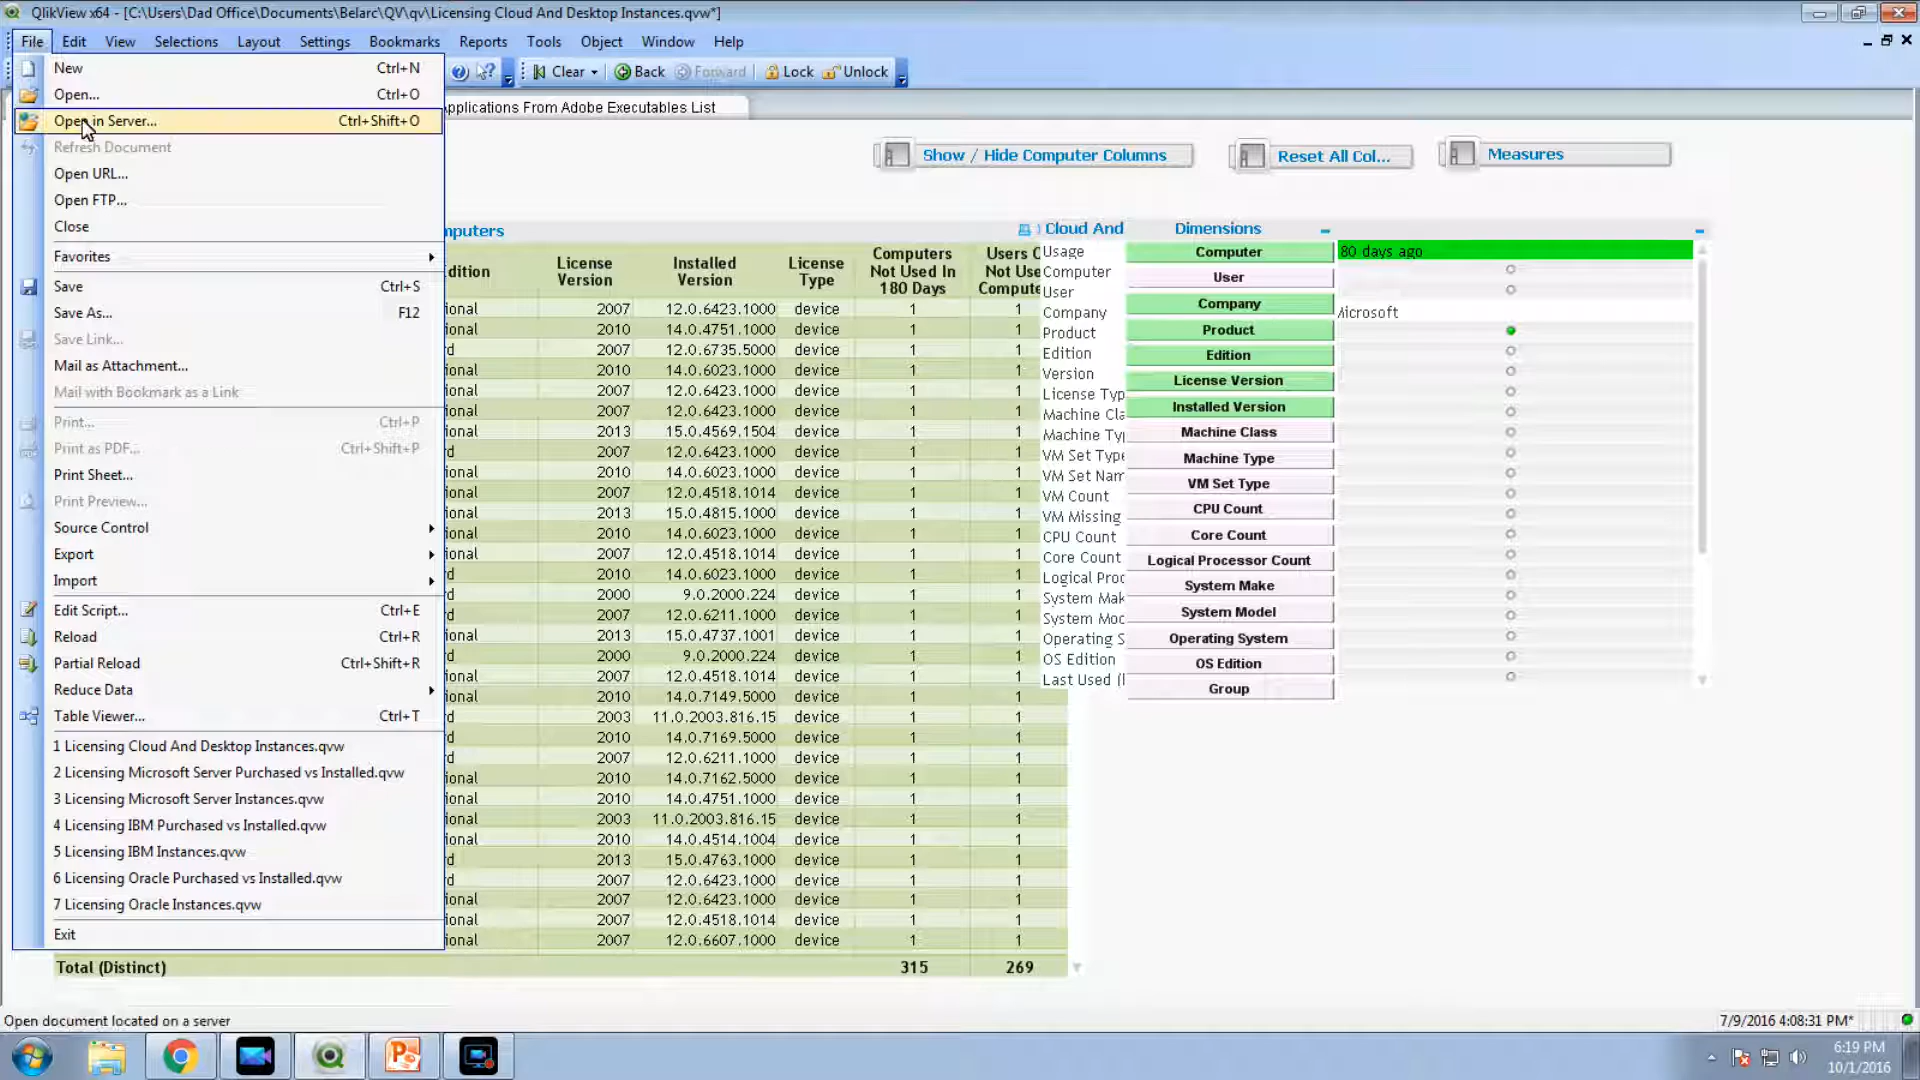 QlikView x64 - [C:\Users\Dad Office\Documents\Belarc\QV\qv\Licensing Cloud And Desktop Instances.qvw*]
File Edit View Selections Layout Settings Bookmarks Reports Tools Object Window Help
Clear Back Forward Lock Unlock
New Ctrl+N
Open... Ctrl+O
Open in Server... Ctrl+Shift+O
Refresh Document
Open URL...
Open FTP...
Close
Favorites
Save Ctrl+S
Save As... F12
Save Link...
Mail as Attachment...
Mail with Bookmark as a Link
Print... Ctrl+P
Print as PDF... Ctrl+Shift+P
Print Sheet...
Print Preview...
Source Control
Export
Import
Edit Script... Ctrl+E
Reload Ctrl+R
Partial Reload Ctrl+Shift+R
Reduce Data
Table Viewer... Ctrl+T
1 Licensing Cloud And Desktop Instances.qvw
2 Licensing Microsoft Server Purchased vs Installed.qvw
3 Licensing Microsoft Server Instances.qvw
4 Licensing IBM Purchased vs Installed.qvw
5 Licensing IBM Instances.qvw
6 Licensing Oracle Purchased vs Installed.qvw
7 Licensing Oracle Instances.qvw
Exit
pplications From Adobe Executables List
Show / Hide Computer Columns
Reset All Col...
Measures
nputers
dition License Version Installed Version License Type Computers Not Used In 180 Days Users C Not Use Compute
ional 2007 12.0.6423.1000 device 1 1
ional 2010 14.0.4751.1000 device 1 1
d 2007 12.0.6735.5000 device 1 1
ional 2010 14.0.6023.1000 device 1 1
ional 2007 12.0.6423.1000 device 1 1
d 2007 12.0.6423.1000 device 1 1
ional 2013 15.0.4569.1504 device 1 1
d 2007 12.0.6423.1000 device 1 1
ional 2010 14.0.6023.1000 device 1 1
ional 2007 12.0.4518.1014 device 1 1
ional 2013 15.0.4815.1000 device 1 1
ional 2010 14.0.6023.1000 device 1 1
ional 2007 12.0.4518.1014 device 1 1
d 2010 14.0.6023.1000 device 1 1
d 2000 9.0.2000.224 device 1 1
d 2007 12.0.6211.1000 device 1 1
ional 2013 15.0.4737.1001 device 1 1
d 2000 9.0.2000.224 device 1 1
ional 2007 12.0.4518.1014 device 1 1
ional 2010 14.0.7149.5000 device 1 1
d 2003 11.0.2003.816.15 device 1 1
d 2010 14.0.7169.5000 device 1 1
d 2007 12.0.6211.1000 device 1 1
ional 2010 14.0.7162.5000 device 1 1
ional 2010 14.0.4751.1000 device 1 1
ional 2003 11.0.2003.816.15 device 1 1
ional 2010 14.0.4514.1004 device 1 1
d 2013 15.0.4763.1000 device 1 1
d 2007 12.0.6423.1000 device 1 1
ional 2007 12.0.6423.1000 device 1 1
ional 2007 12.0.4518.1014 device 1 1
ional 2007 12.0.6607.1000 device 1 1
Total (Distinct) 315 269
Cloud And
Usage
Computer
User
Company
Product
Edition
Version
License Typ
Machine Cla
Machine Ty
VM Set Type
VM Set Nam
VM Count
VM Missing
CPU Count
Core Count
Logical Proc
System Mak
System Mod
Operating S
OS Edition
Last Used (
Dimensions
Computer
User
Company
Product
Edition
License Version
Installed Version
Machine Class
Machine Type
VM Set Type
CPU Count
Core Count
Logical Processor Count
System Make
System Model
Operating System
OS Edition
Group
80 days ago
Microsoft
Open document located on a server
7/9/2016 4:08:31 PM*
6:19 PM
10/1/2016